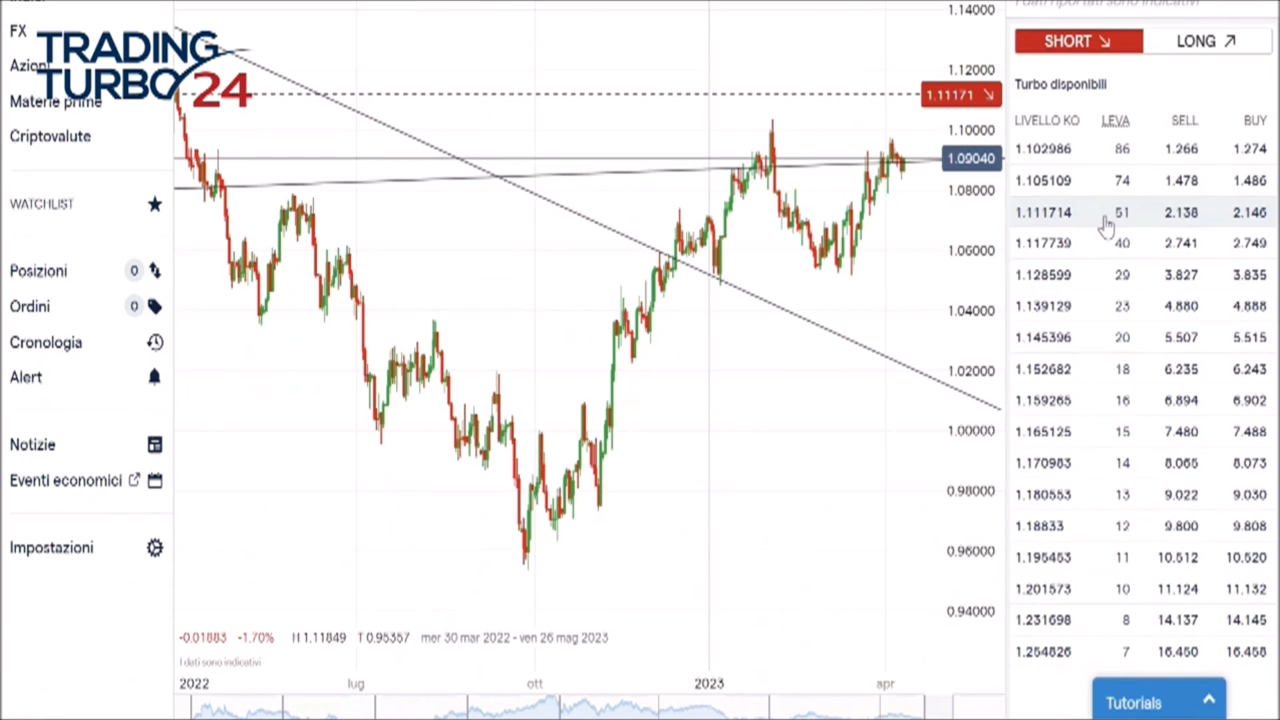 FX
TRADING
TURBO 24
Azioni
Materie prime
Criptovalute
WATCHLIST
Posizioni 0
Ordini 0
Cronologia
Alert
Notizie
Eventi economici
Impostazioni
1.14000
1.12000
1.11171
1.10000
1.09040
1.08000
1.06000
1.04000
1.02000
1.00000
0.98000
0.96000
0.94000
-0.01883 -1.70% H 1.11849 T 0.95357 mer 30 mar 2022 - ven 26 mag 2023
I dati sono indicativi
2022 lug ott 2023 apr
I dati riportati sono indicativi
SHORT LONG
Turbo disponibili
LIVELLO KO LEVA SELL BUY
1.102986 86 1.266 1.274
1.105109 74 1.478 1.486
1.111714 51 2.138 2.146
1.117739 40 2.741 2.749
1.128599 29 3.827 3.835
1.139129 23 4.880 4.888
1.145396 20 5.507 5.515
1.152682 18 6.235 6.243
1.159265 16 6.894 6.902
1.165125 15 7.480 7.488
1.170983 14 8.065 8.073
1.180553 13 9.022 9.030
1.18833 12 9.800 9.808
1.195453 11 10.512 10.520
1.201573 10 11.124 11.132
1.231698 8 14.137 14.145
1.254826 7 16.450 16.458
Tutorials